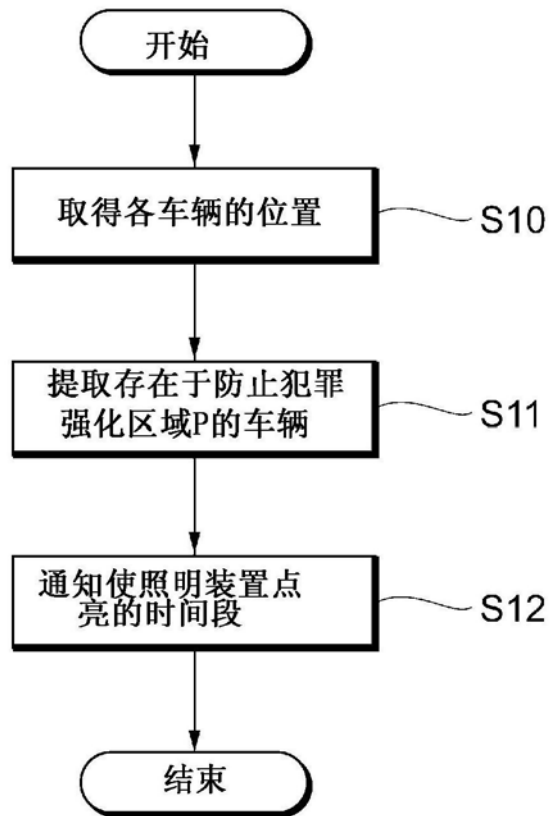 开始
取得各车辆的位置
S10
提取存在于防止犯罪
强化区域P的车辆
S11
通知使照明装置点
亮的时间段
S12
结束